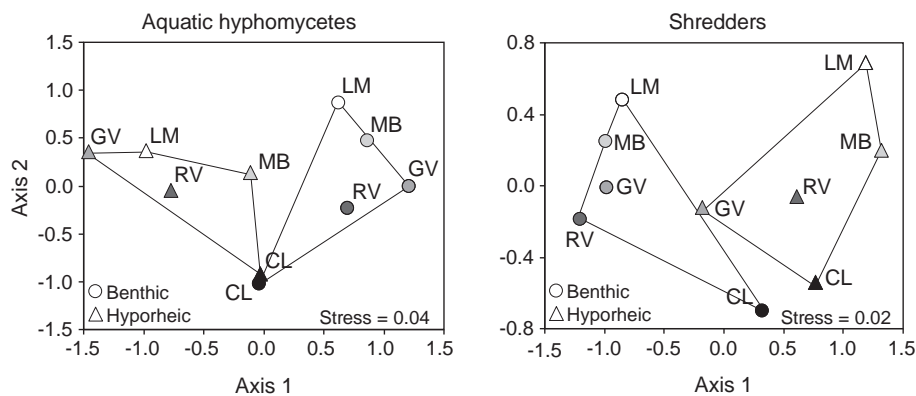 Aquatic hyphomycetes
1.5
1.0
0.5
0.0
-0.5
-1.0
-1.5
Axis 2
GV
LM
RV
MB
CL
CL
LM
MB
GV
RV
Benthic
Hyporheic
Stress = 0.04
-1.5 -1.0 -0.5 0.0 0.5 1.0 1.5
Axis 1
Shredders
0.8
0.4
0.0
-0.4
-0.8
LM
MB
GV
RV
CL
LM
MB
RV
GV
CL
Benthic
Hyporheic
Stress = 0.02
-1.5 -1.0 -0.5 0.0 0.5 1.0 1.5
Axis 1